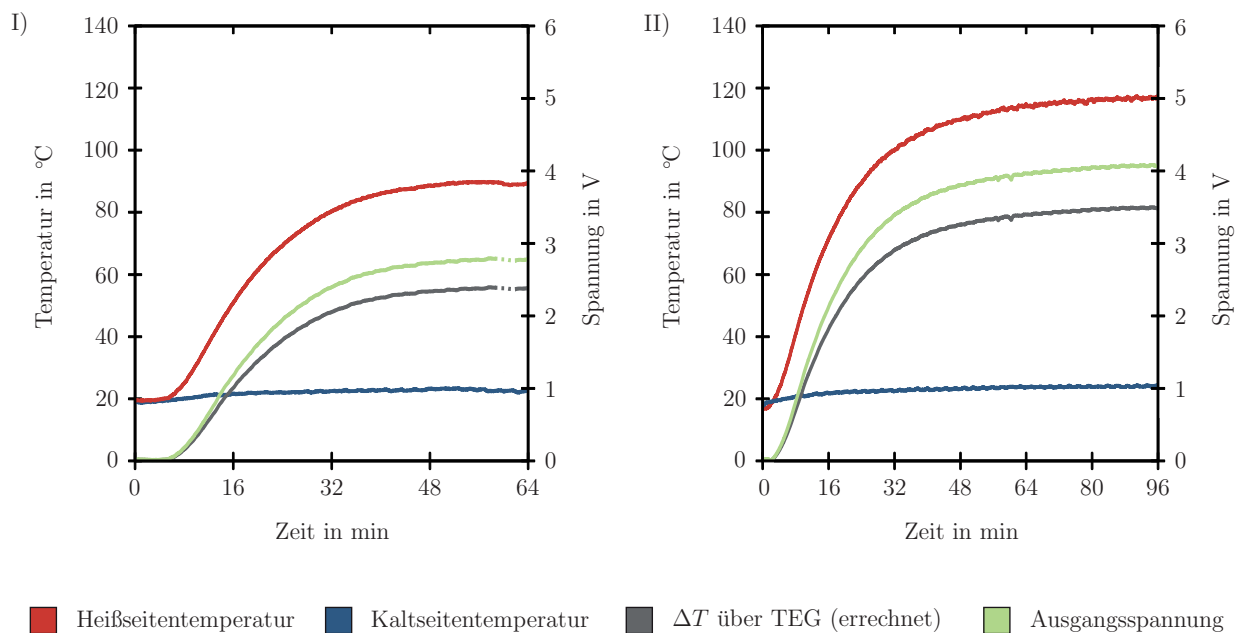 I)
140
120
100
80
60
40
20
0
Temperatur in °C
6
5
4
3
2
1
0
Spannung in V
0 16 32 48 64
Zeit in min
II)
140
120
100
80
60
40
20
0
Temperatur in °C
6
5
4
3
2
1
0
Spannung in V
0 16 32 48 64 80 96
Zeit in min
Heißseitentemperatur Kaltseitentemperatur ΔT über TEG (errechnet) Ausgangsspannung